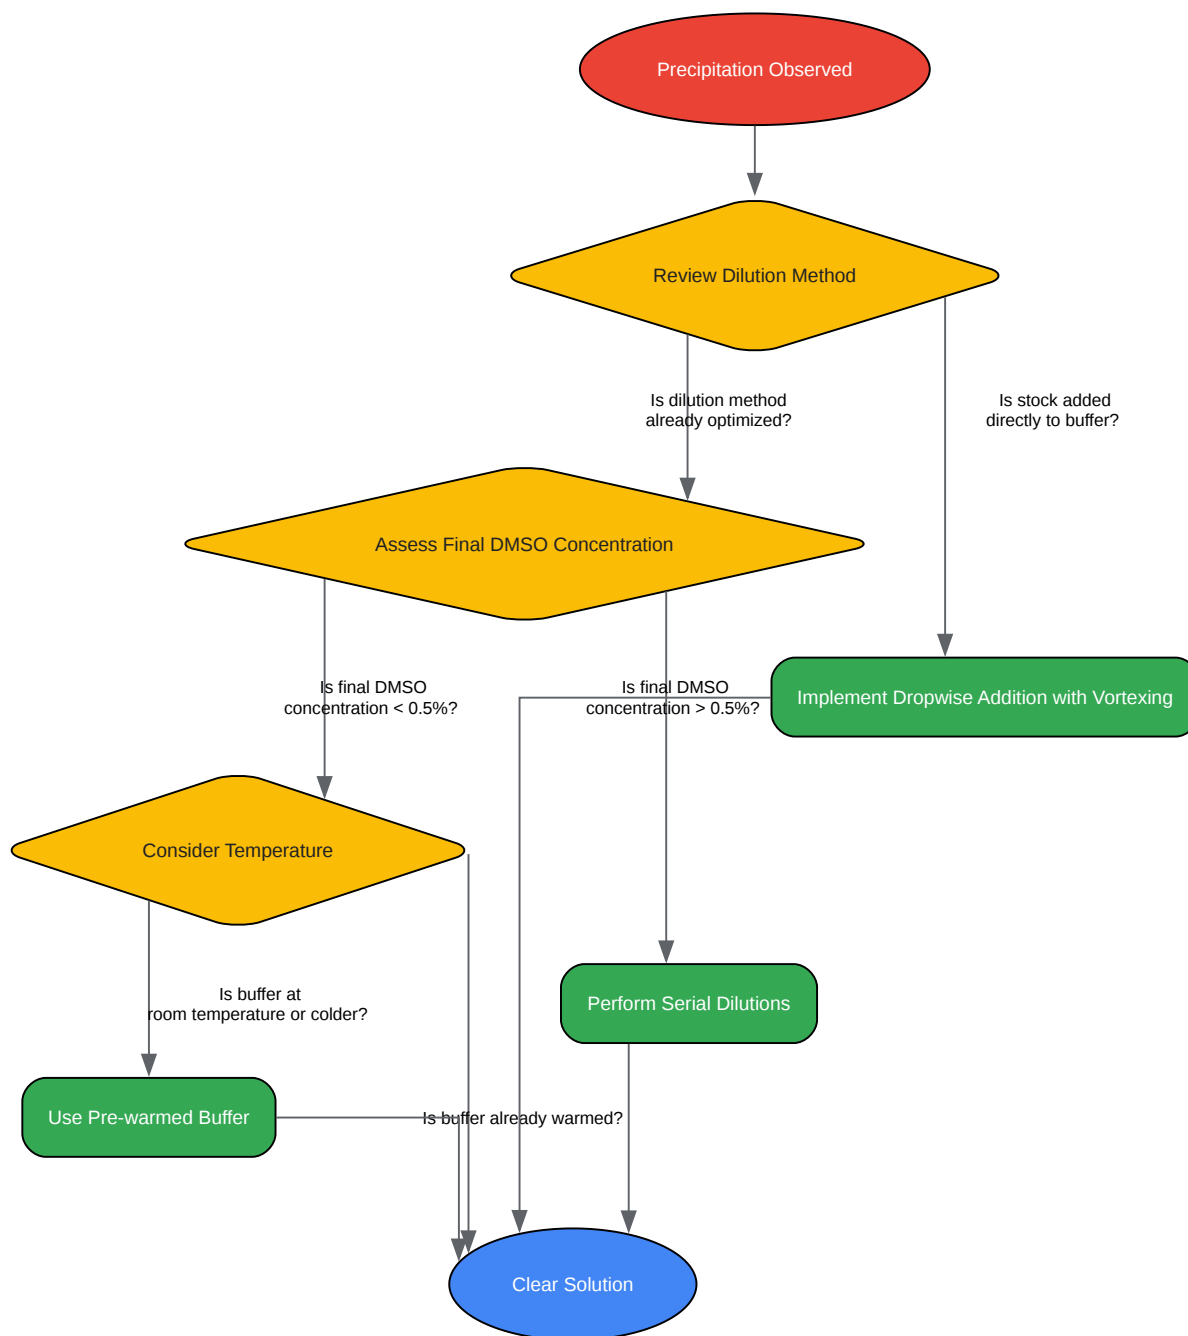 Precipitation Observed
Review Dilution Method
Is dilution method
already optimized?
Is stock added
directly to buffer?
Assess Final DMSO Concentration
Is final DMSO
concentration < 0.5%?
Is final DMSO
concentration > 0.5%?
Implement Dropwise Addition with Vortexing
Consider Temperature
Is buffer at
room temperature or colder?
Perform Serial Dilutions
Use Pre-warmed Buffer
Is buffer already warmed?
Clear Solution